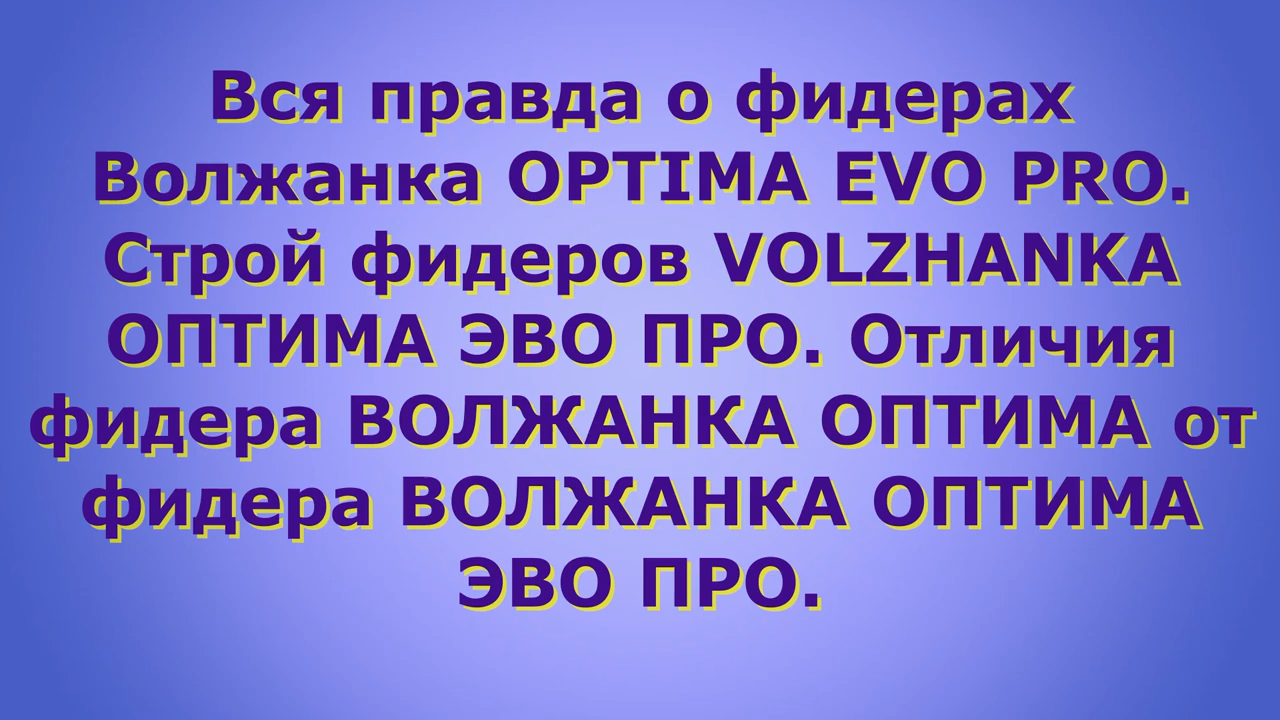 Вся правда о фидерах
Волжанка OPTIMA EVO PRO.
Строй фидеров VOLZHANKA
ОПТИМА ЭВО ПРО. Отличия
фидера ВОЛЖАНКА ОПТИМА от
фидера ВОЛЖАНКА ОПТИМА
ЭВО ПРО.